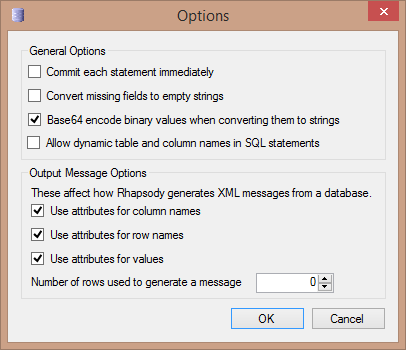 Options
General Options
Commit each statement immediately
Convert missing fields to empty strings
Base64 encode binary values when converting them to strings
Allow dynamic table and column names in SQL statements
Output Message Options
These affect how Rhapsody generates XML messages from a database.
Use attributes for column names
Use attributes for row names
Use attributes for values
Number of rows used to generate a message 0
OK Cancel